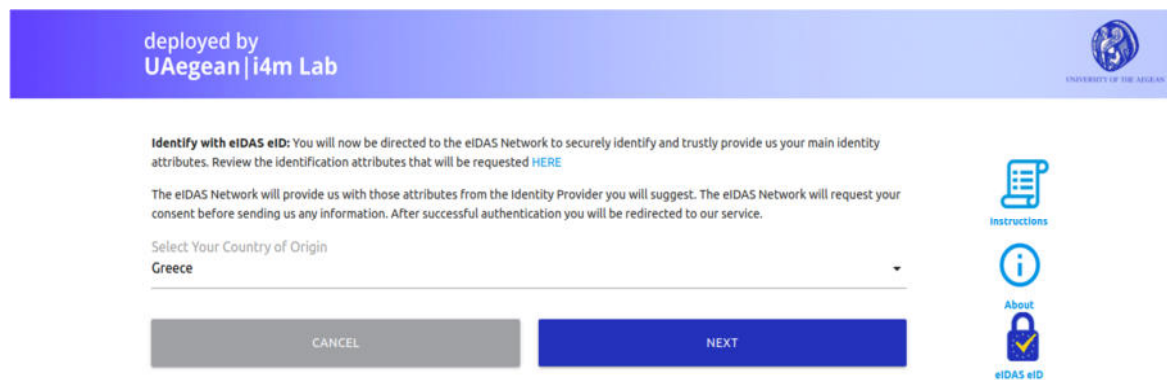 deployed by
UAegean|i4m Lab
UNIVERSITY OF THE AEGEAN
Identify with eIDAS eID: You will now be directed to the eIDAS Network to securely identify and trustly provide us your main identity
attributes. Review the identification attributes that will be requested HERE
The eIDAS Network will provide us with those attributes from the Identity Provider you will suggest. The eIDAS Network will request your
consent before sending us any information. After successful authentication you will be redirected to our service.
Select Your Country of Origin
Greece
CANCEL
NEXT
Instructions
About
eIDAS eID